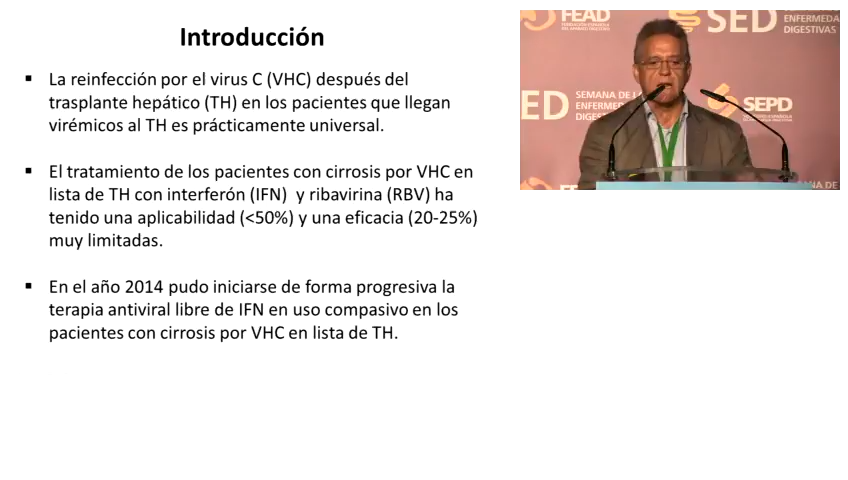 Introducción
▪ La reinfección por el virus C (VHC) después del
trasplante hepático (TH) en los pacientes que llegan
virémicos al TH es prácticamente universal.
▪ El tratamiento de los pacientes con cirrosis por VHC en
lista de TH con interferón (IFN) y ribavirina (RBV) ha
tenido una aplicabilidad (<50%) y una eficacia (20-25%)
muy limitadas.
▪ En el año 2014 pudo iniciarse de forma progresiva la
terapia antiviral libre de IFN en uso compasivo en los
pacientes con cirrosis por VHC en lista de TH.
FEAD
SED
ENFERMEDA
DIGESTIVAS
ED
SEMANA DE L
ENFERME
DIGES
SEPD